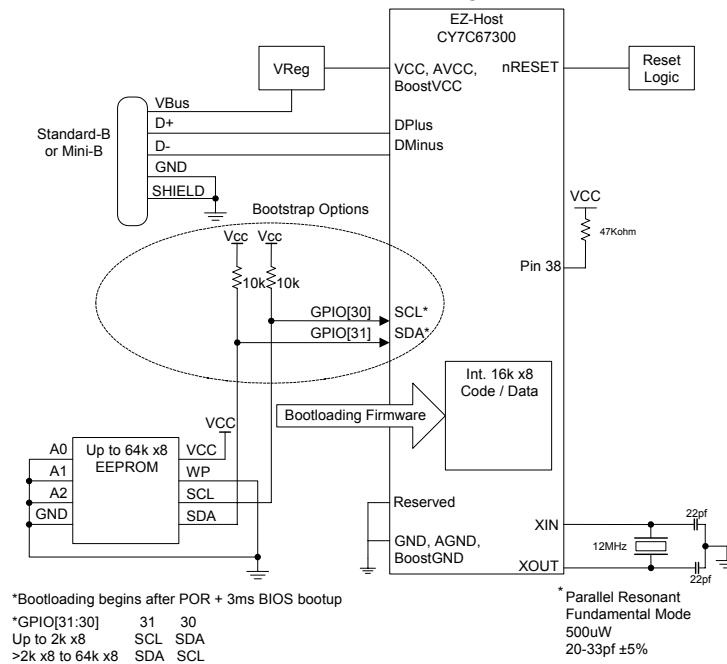 EZ-Host
CY7C67300
VReg
VCC, AVCC,
BoostVCC
nRESET
Reset
Logic
VBus
D+
D-
GND
SHIELD
Standard-B
or Mini-B
DPlus
DMinus
Bootstrap Options
Vcc Vcc
10k 10k
VCC
47Kohm
Pin 38
GPIO[30] SCL*
GPIO[31] SDA*
Int. 16k x8
Code / Data
Bootloading Firmware
VCC
A0
A1
A2
GND
Up to 64k x8
EEPROM
VCC
WP
SCL
SDA
Reserved
GND, AGND,
BoostGND
XIN
XOUT
12MHz
22pf
22pf
*Bootloading begins after POR + 3ms BIOS bootup
*GPIO[31:30] 31 30
Up to 2k x8 SCL SDA
>2k x8 to 64k x8 SDA SCL
* Parallel Resonant
Fundamental Mode
500uW
20-33pf ±5%